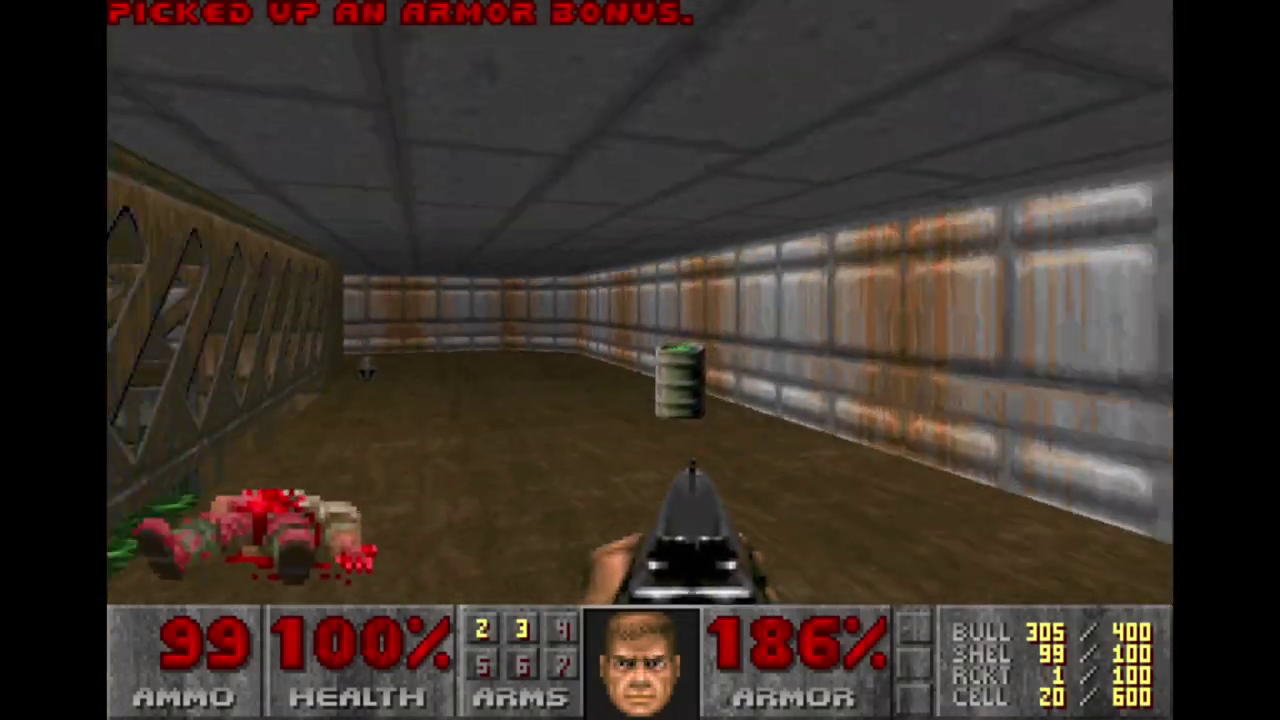 PICKED UP AN ARMOR BONUS.
99 100% 2 3 4 186% BULL 305 / 400
5 6 7 SHEL 99 / 100
RCKT 1 / 100
AMMO HEALTH ARMS ARMOR CELL 20 / 600